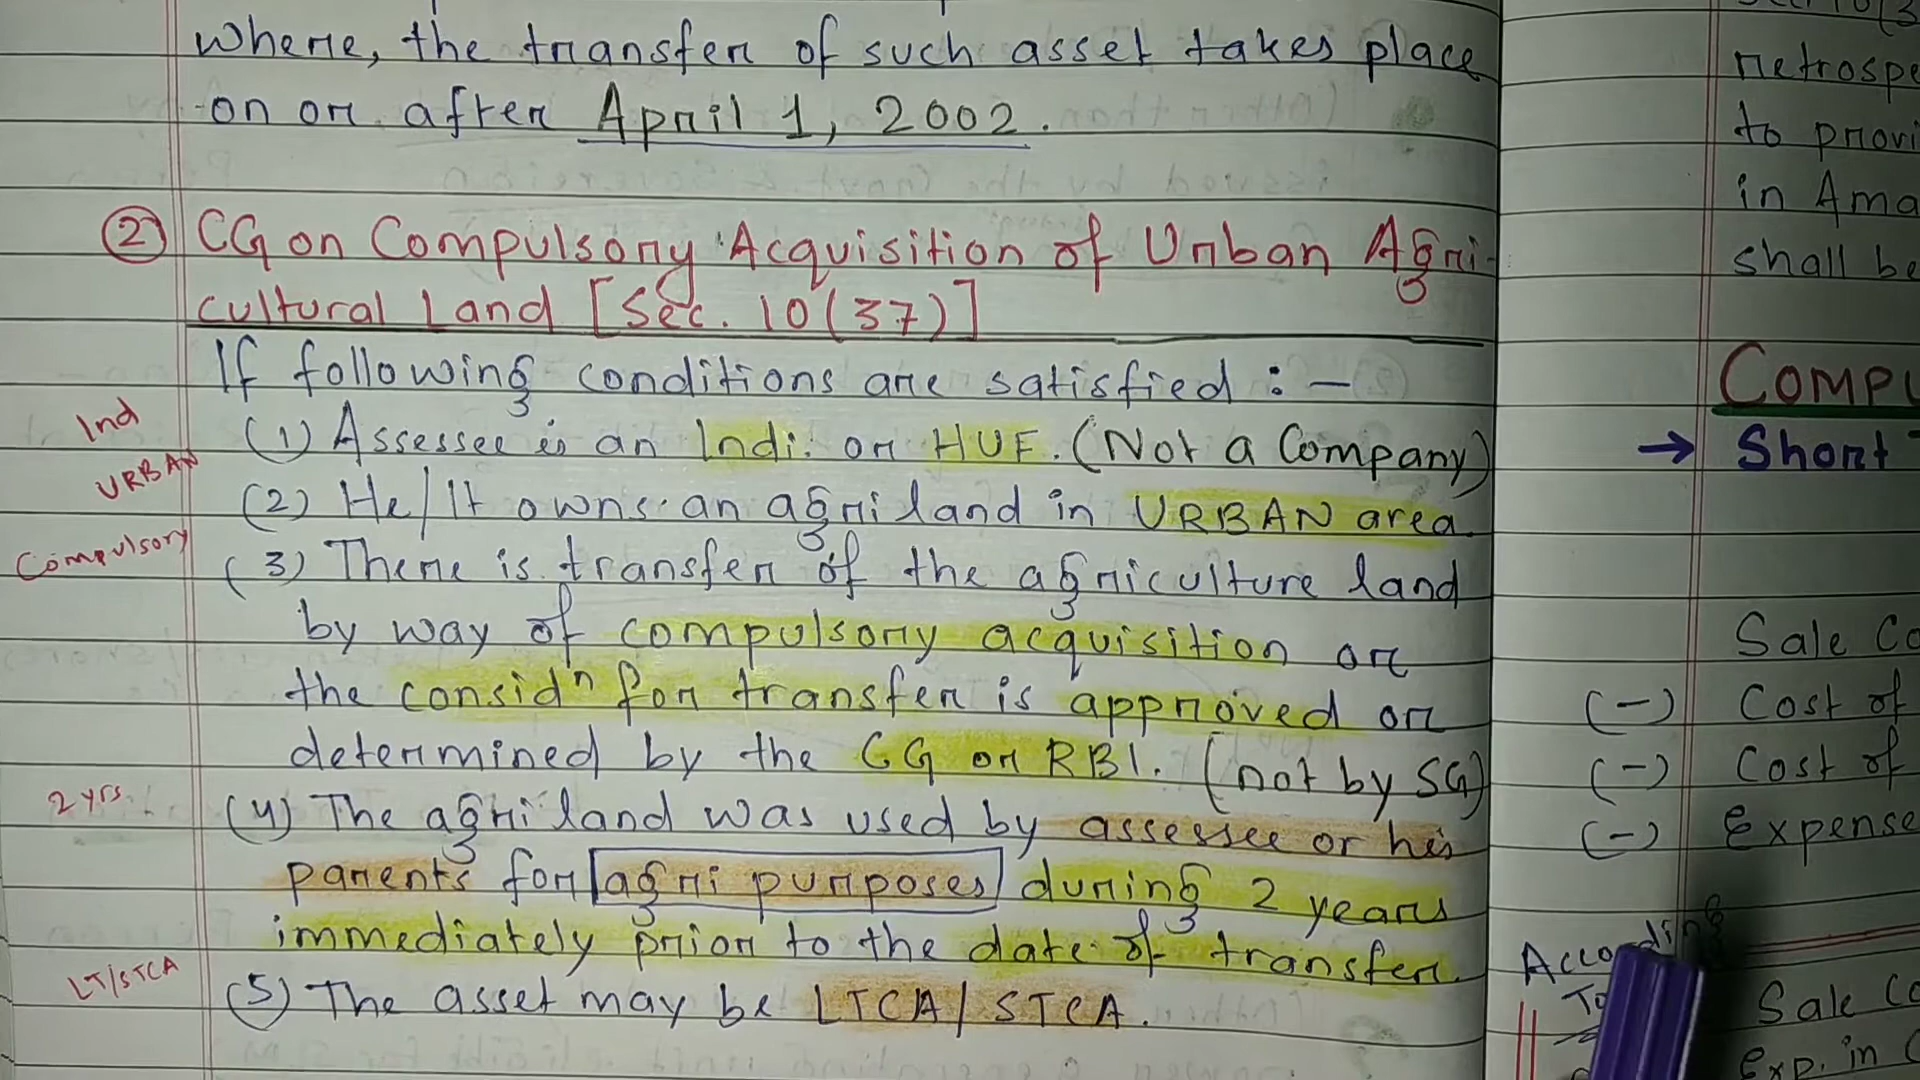 where, the transfer of such asset takes place
on or after April 1, 2002.
② CG on Compulsory Acquisition of Urban Agri-
cultural Land [Sec. 10(37)]
If following conditions are satisfied :-
Ind
(1) Assessee is an Indi. or HUF. (Not a Company)
URBAN
(2) He/It owns an agri land in URBAN area.
Compulsory
(3) There is transfer of the agriculture land
by way of compulsory acquisition or
the considⁿ for transfer is approved or
determined by the CG or RBI. (not by SG)
2 yrs.
(4) The agri land was used by assessee or his
parents for agri purposes during 2 years
immediately prior to the date of transfer.
LT/STCA
(5) The asset may be LTCA/STCA.
retrospe
to provi
in Ama
shall be
COMPU
→ Short
Sale Co
(-) Cost of
(-) Cost of
(-) Expense
According
To
Sale Co
Exp. in